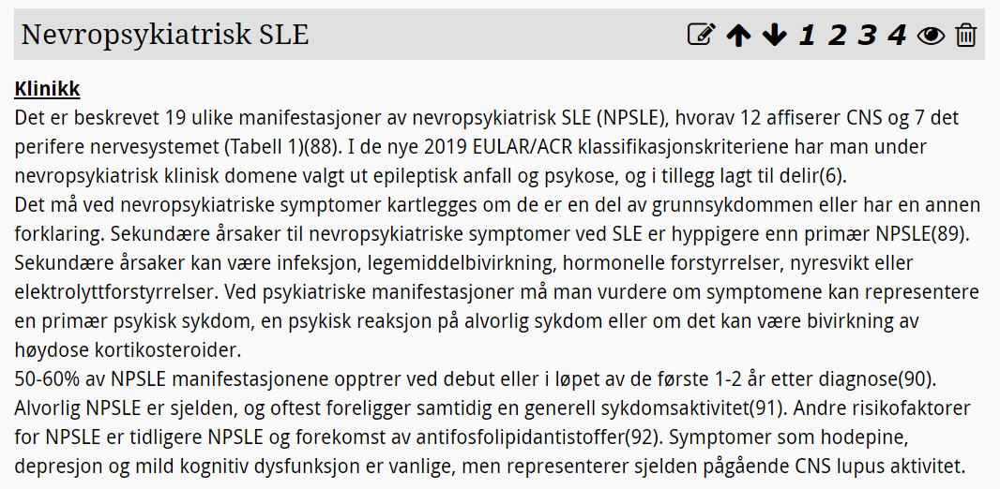 Nevropsykiatrisk SLE 1 2 3 4
Klinikk
Det er beskrevet 19 ulike manifestasjoner av nevropsykiatrisk SLE (NPSLE), hvorav 12 affiserer CNS og 7 det
perifere nervesystemet (Tabell 1)(88). I de nye 2019 EULAR/ACR klassifikasjonskriteriene har man under
nevropsykiatrisk klinisk domene valgt ut epileptisk anfall og psykose, og i tillegg lagt til delir(6).
Det må ved nevropsykiatriske symptomer kartlegges om de er en del av grunnsykdommen eller har en annen
forklaring. Sekundære årsaker til nevropsykiatriske symptomer ved SLE er hyppigere enn primær NPSLE(89).
Sekundære årsaker kan være infeksjon, legemiddelbivirkning, hormonelle forstyrrelser, nyresvikt eller
elektrolyttforstyrrelser. Ved psykiatriske manifestasjoner må man vurdere om symptomene kan representere
en primær psykisk sykdom, en psykisk reaksjon på alvorlig sykdom eller om det kan være bivirkning av
høydose kortikosteroider.
50-60% av NPSLE manifestasjonene opptrer ved debut eller i løpet av de første 1-2 år etter diagnose(90).
Alvorlig NPSLE er sjelden, og oftest foreligger samtidig en generell sykdomsaktivitet(91). Andre risikofaktorer
for NPSLE er tidligere NPSLE og forekomst av antifosfolipidantistoffer(92). Symptomer som hodepine,
depresjon og mild kognitiv dysfunksjon er vanlige, men representerer sjelden pågående CNS lupus aktivitet.